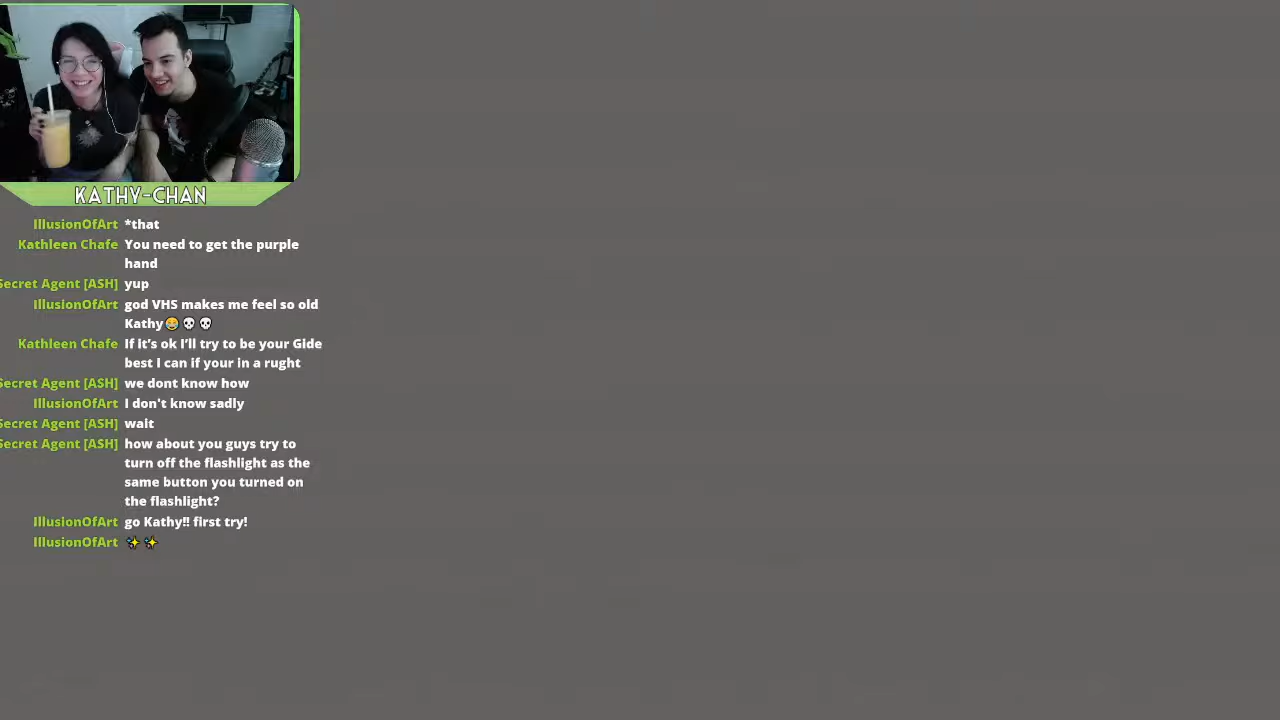 KATHY-CHAN
IllusionOfArt *that
Kathleen Chafe You need to get the purple
hand
Secret Agent [ASH] yup
IllusionOfArt god VHS makes me feel so old
Kathy😂💀💀
Kathleen Chafe If it's ok I'll try to be your Gide
best I can if your in a rught
Secret Agent [ASH] we dont know how
IllusionOfArt I don't know sadly
Secret Agent [ASH] wait
Secret Agent [ASH] how about you guys try to
turn off the flashlight as the
same button you turned on
the flashlight?
IllusionOfArt go Kathy!! first try!
IllusionOfArt ✨✨